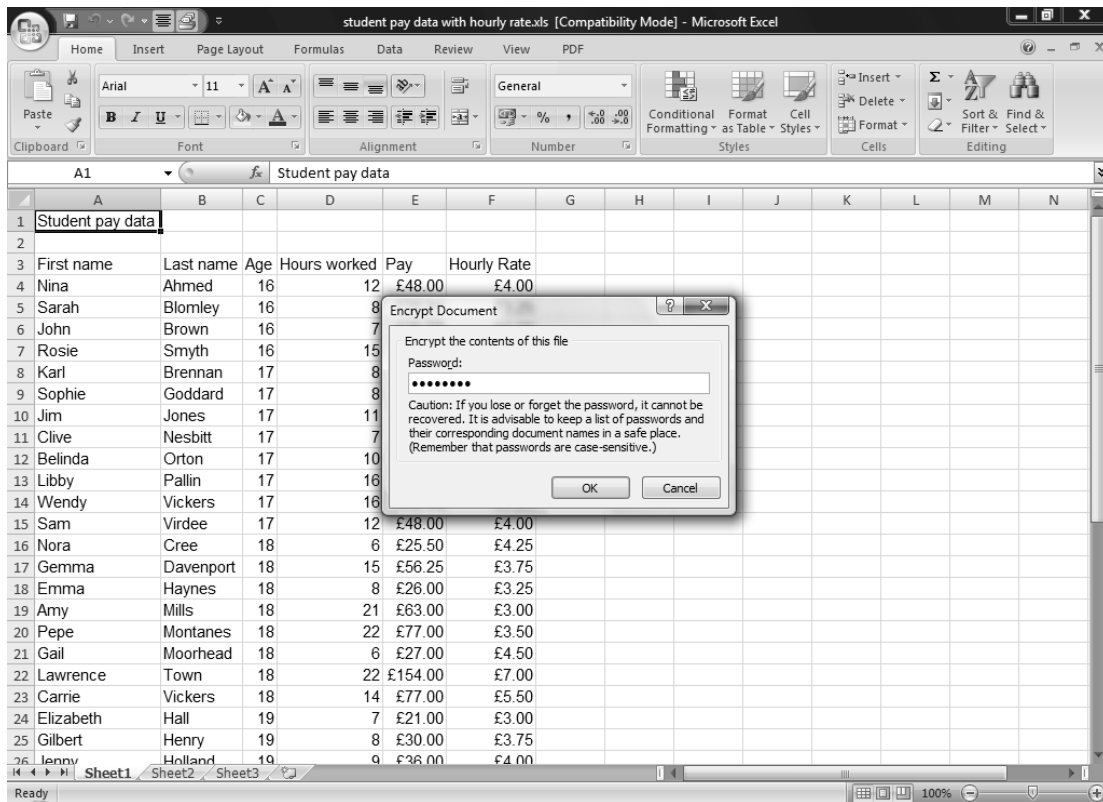 student pay data with hourly rate.xls [Compatibility Mode] - Microsoft Excel
Home Insert Page Layout Formulas Data Review View PDF
Arial 11 General Insert
Paste Conditional Format Cell Delete Sort & Find &
B I U % , Formatting as Table Styles Format Filter Select
Clipboard Font Alignment Number Styles Cells Editing
A1 fx Student pay data
A B C D E F G H I J K L M N
1 Student pay data
2
3 First name Last name Age Hours worked Pay Hourly Rate
4 Nina Ahmed 16 12 £48.00 £4.00
5 Sarah Blomley 16 8
6 John Brown 16 7
7 Rosie Smyth 16 15
8 Karl Brennan 17 8
9 Sophie Goddard 17 8
10 Jim Jones 17 11
11 Clive Nesbitt 17 7
12 Belinda Orton 17 10
13 Libby Pallin 17 16
14 Wendy Vickers 17 16
15 Sam Virdee 17 12 £48.00 £4.00
16 Nora Cree 18 6 £25.50 £4.25
17 Gemma Davenport 18 15 £56.25 £3.75
18 Emma Haynes 18 8 £26.00 £3.25
19 Amy Mills 18 21 £63.00 £3.00
20 Pepe Montanes 18 22 £77.00 £3.50
21 Gail Moorhead 18 6 £27.00 £4.50
22 Lawrence Town 18 22 £154.00 £7.00
23 Carrie Vickers 18 14 £77.00 £5.50
24 Elizabeth Hall 19 7 £21.00 £3.00
25 Gilbert Henry 19 8 £30.00 £3.75
26 Jenny Holland 19 9 £36.00 £4.00
Encrypt Document
Encrypt the contents of this file
Password:
••••••••
Caution: If you lose or forget the password, it cannot be
recovered. It is advisable to keep a list of passwords and
their corresponding document names in a safe place.
(Remember that passwords are case-sensitive.)
OK Cancel
Sheet1 Sheet2 Sheet3
Ready 100%